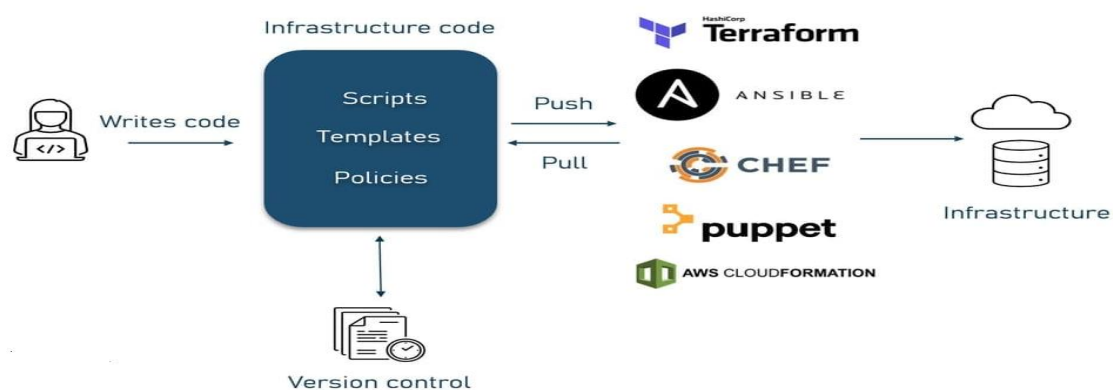 Infrastructure code
HashiCorp
Terraform
Writes code
</>
Scripts
Templates
Policies
Push
Pull
A ANSIBLE
CHEF
puppet
AWS CLOUDFORMATION
Infrastructure
Version control